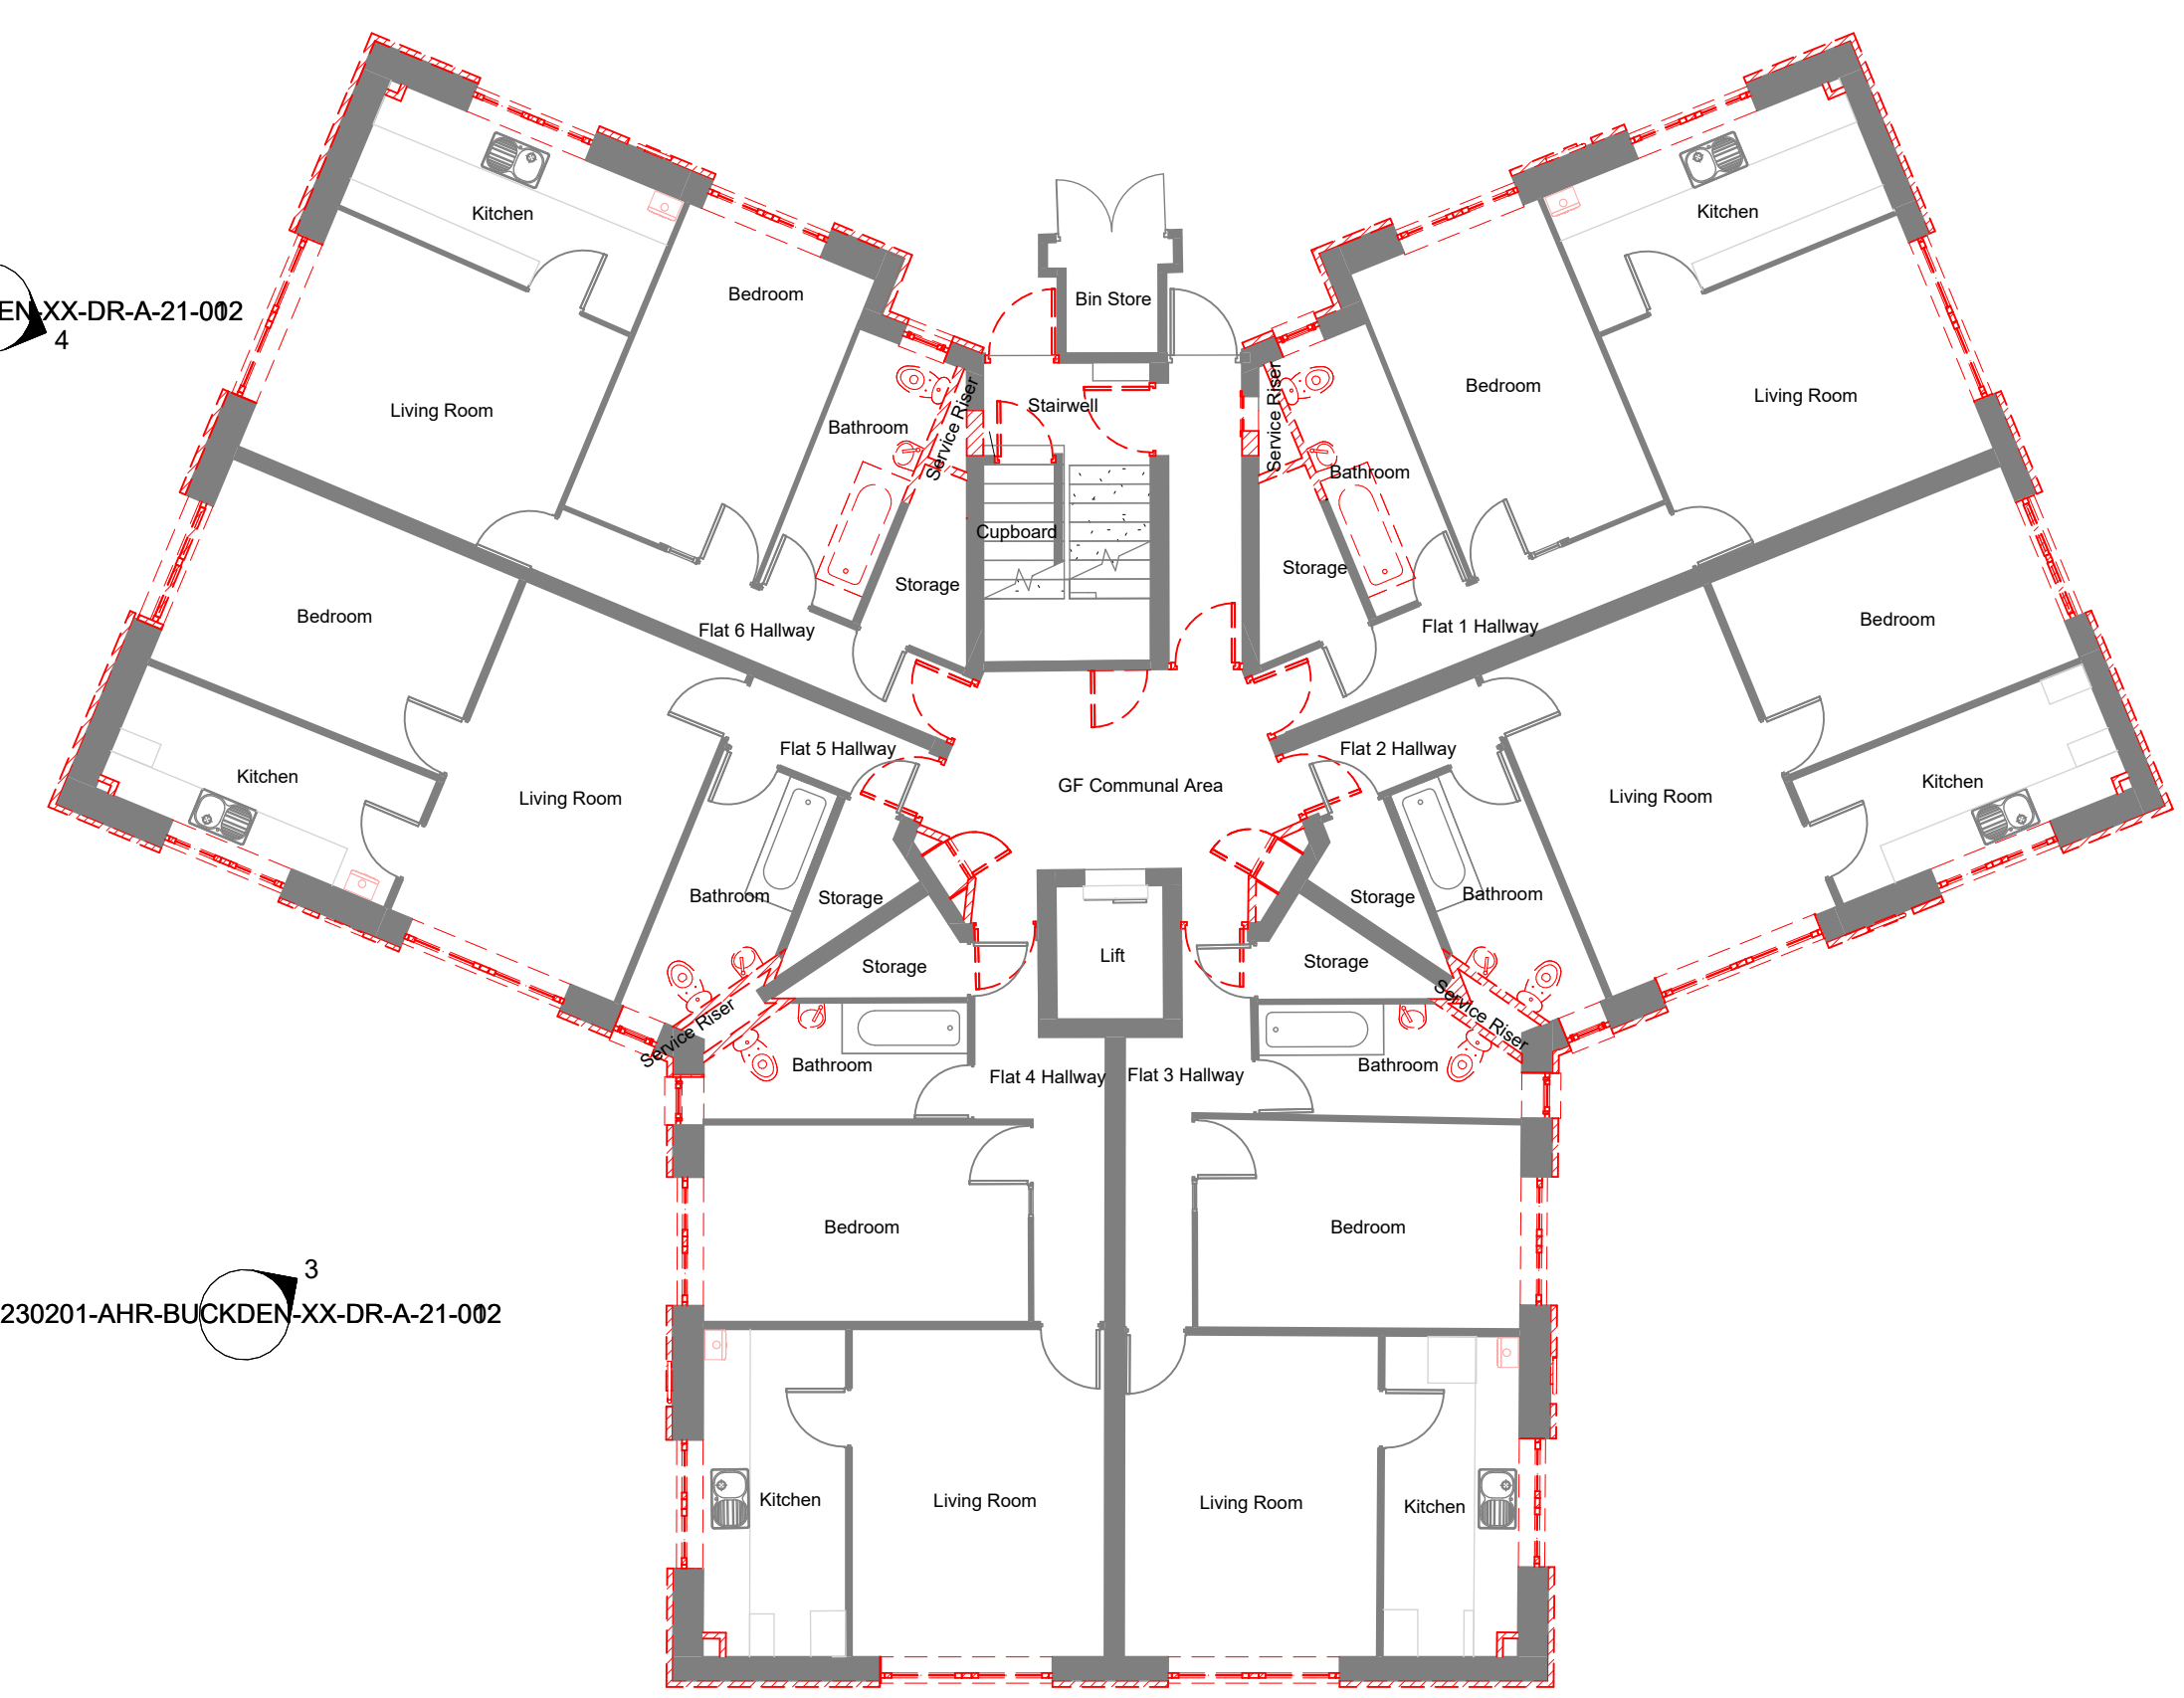 Kitchen
Kitchen
Bedroom
Bin Store
EN-XX-DR-A-21-0
4
Living Room
Stairwell
Bedroom
Living Room
Bathroom
Service Riser
Service Riser
Bathroom
Cupboard
Storage
Storage
Bedroom
Flat 6 Hallway
Flat 1 Hallway
Bedroom
Flat 5 Hallway
Flat 2 Hallway
Kitchen
Living Room
GF Communal Area
Living Room
Kitchen
Bathroom
Storage
Storage
Bathroom
Storage
Lift
Storage
Service Riser
Service Riser
Bathroom
Flat 4 Hallway
Flat 3 Hallway
Bathroom
Bedroom
Bedroom
3
230201-AHR-BUCKDEN-XX-DR-A-21-0
Kitchen
Living Room
Living Room
Kitchen